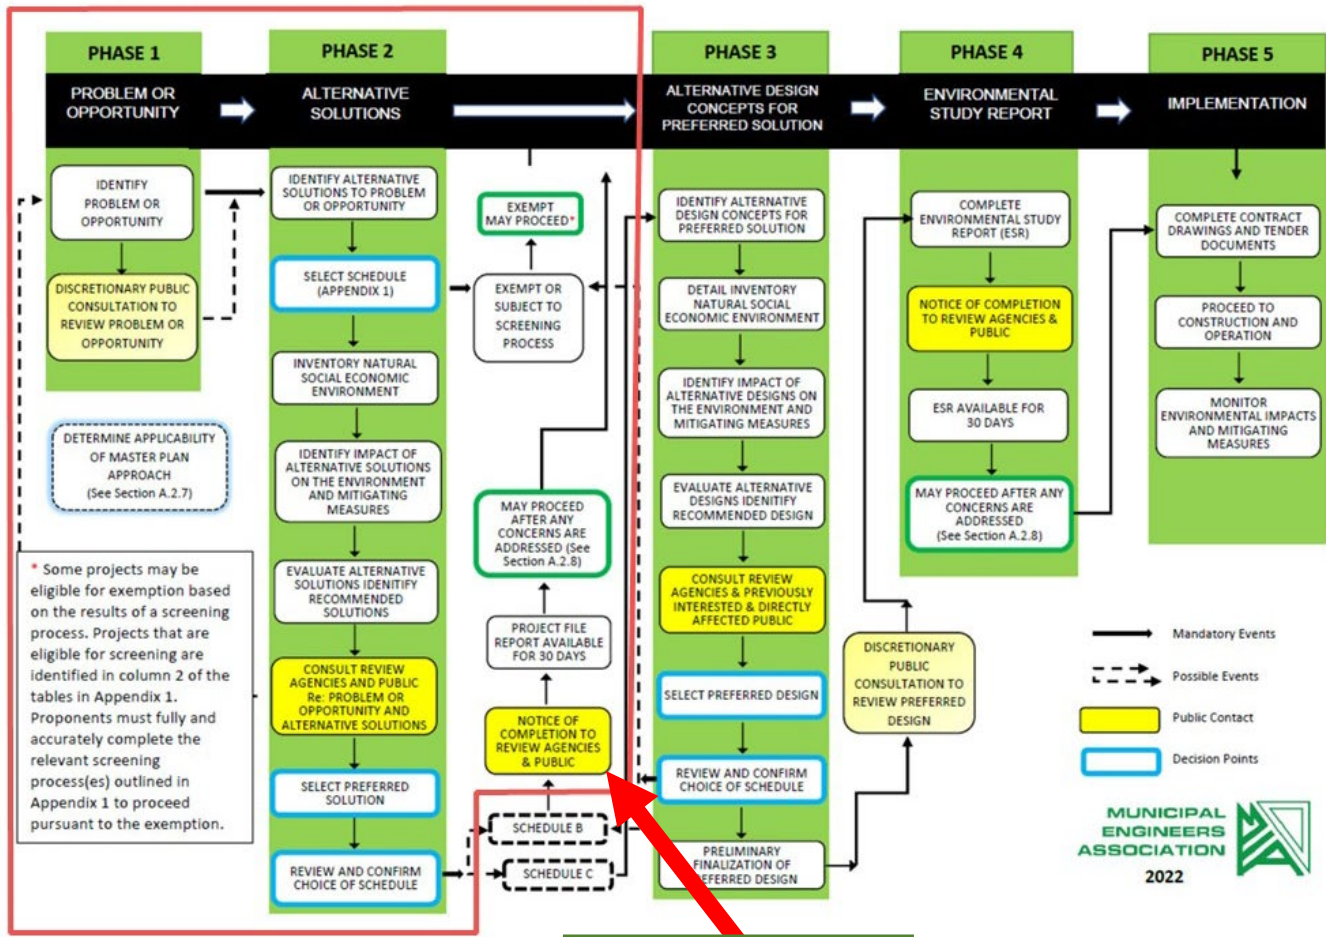 PHASE 1
PROBLEM OR
OPPORTUNITY
IDENTIFY
PROBLEM OR
OPPORTUNITY
DISCRETIONARY PUBLIC
CONSULTATION TO
REVIEW PROBLEM OR
OPPORTUNITY
DETERMINE APPLICABILITY
OF MASTER PLAN
APPROACH
(See Section A.2.7)
* Some projects may be
eligible for exemption based
on the results of a screening
process. Projects that are
eligible for screening are
identified in column 2 of the
tables in Appendix 1.
Proponents must fully and
accurately complete the
relevant screening
process(es) outlined in
Appendix 1 to proceed
pursuant to the exemption.
PHASE 2
ALTERNATIVE
SOLUTIONS
IDENTIFY ALTERNATIVE
SOLUTIONS TO PROBLEM
OR OPPORTUNITY
SELECT SCHEDULE
(APPENDIX 1)
INVENTORY NATURAL
SOCIAL ECONOMIC
ENVIRONMENT
IDENTIFY IMPACT OF
ALTERNATIVE SOLUTIONS
ON THE ENVIRONMENT
AND MITIGATING
MEASURES
EVALUATE ALTERNATIVE
SOLUTIONS IDENTIFY
RECOMMENDED
SOLUTIONS
CONSULT REVIEW
AGENCIES AND PUBLIC
Re: PROBLEM OR
OPPORTUNITY AND
ALTERNATIVE SOLUTIONS
SELECT PREFERRED
SOLUTION
REVIEW AND CONFIRM
CHOICE OF SCHEDULE
EXEMPT
MAY PROCEED*
EXEMPT OR
SUBJECT TO
SCREENING
PROCESS
MAY PROCEED
AFTER ANY
CONCERNS ARE
ADDRESSED (See
Section A.2.8)
PROJECT FILE
REPORT AVAILABLE
FOR 30 DAYS
NOTICE OF
COMPLETION TO
REVIEW AGENCIES
& PUBLIC
SCHEDULE B
SCHEDULE C
PHASE 3
ALTERNATIVE DESIGN
CONCEPTS FOR
PREFERRED SOLUTION
IDENTIFY ALTERNATIVE
DESIGN CONCEPTS FOR
PREFERRED SOLUTION
DETAIL INVENTORY
NATURAL SOCIAL
ECONOMIC ENVIRONMENT
IDENTIFY IMPACT OF
ALTERNATIVE DESIGNS ON
THE ENVIRONMENT AND
MITIGATING MEASURES
EVALUATE ALTERNATIVE
DESIGNS IDENTIFY
RECOMMENDED DESIGN
CONSULT REVIEW
AGENCIES & PREVIOUSLY
INTERESTED & DIRECTLY
AFFECTED PUBLIC
SELECT PREFERRED DESIGN
REVIEW AND CONFIRM
CHOICE OF SCHEDULE
PRELIMINARY
FINALIZATION OF
DESIGN
DISCRETIONARY
PUBLIC
CONSULTATION TO
REVIEW PREFERRED
DESIGN
PHASE 4
ENVIRONMENTAL
STUDY REPORT
COMPLETE
ENVIRONMENTAL STUDY
REPORT (ESR)
NOTICE OF COMPLETION
TO REVIEW AGENCIES &
PUBLIC
ESR AVAILABLE FOR
30 DAYS
MAY PROCEED AFTER ANY
CONCERNS ARE
ADDRESSED
(See Section A.2.8)
PHASE 5
IMPLEMENTATION
COMPLETE CONTRACT
DRAWINGS AND TENDER
DOCUMENTS
PROCEED TO
CONSTRUCTION AND
OPERATION
MONITOR
ENVIRONMENTAL IMPACTS
AND MITIGATING
MEASURES
Mandatory Events
Possible Events
Public Contact
Decision Points
MUNICIPAL
ENGINEERS
ASSOCIATION
2022
MEA